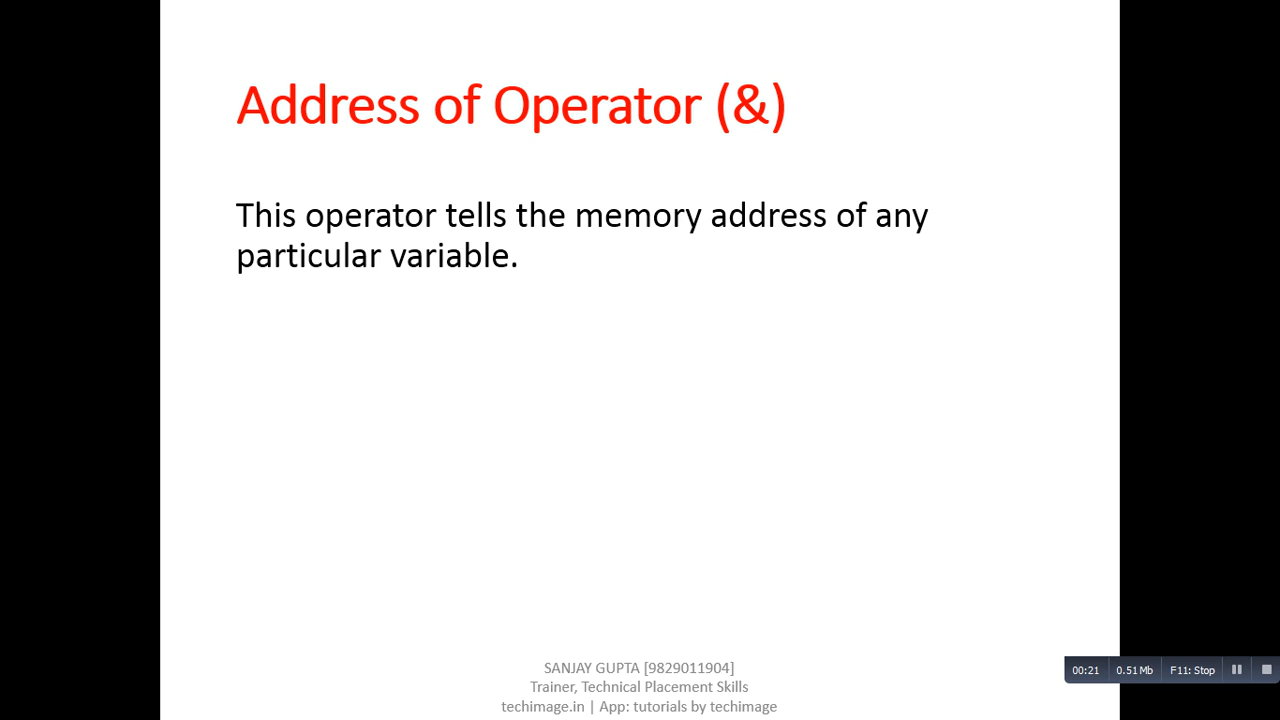 Address of Operator (&)
This operator tells the memory address of any
particular variable.
SANJAY GUPTA [9829011904]
Trainer, Technical Placement Skills
techimage.in | App: tutorials by techimage
00:21 0.51 Mb F11: Stop